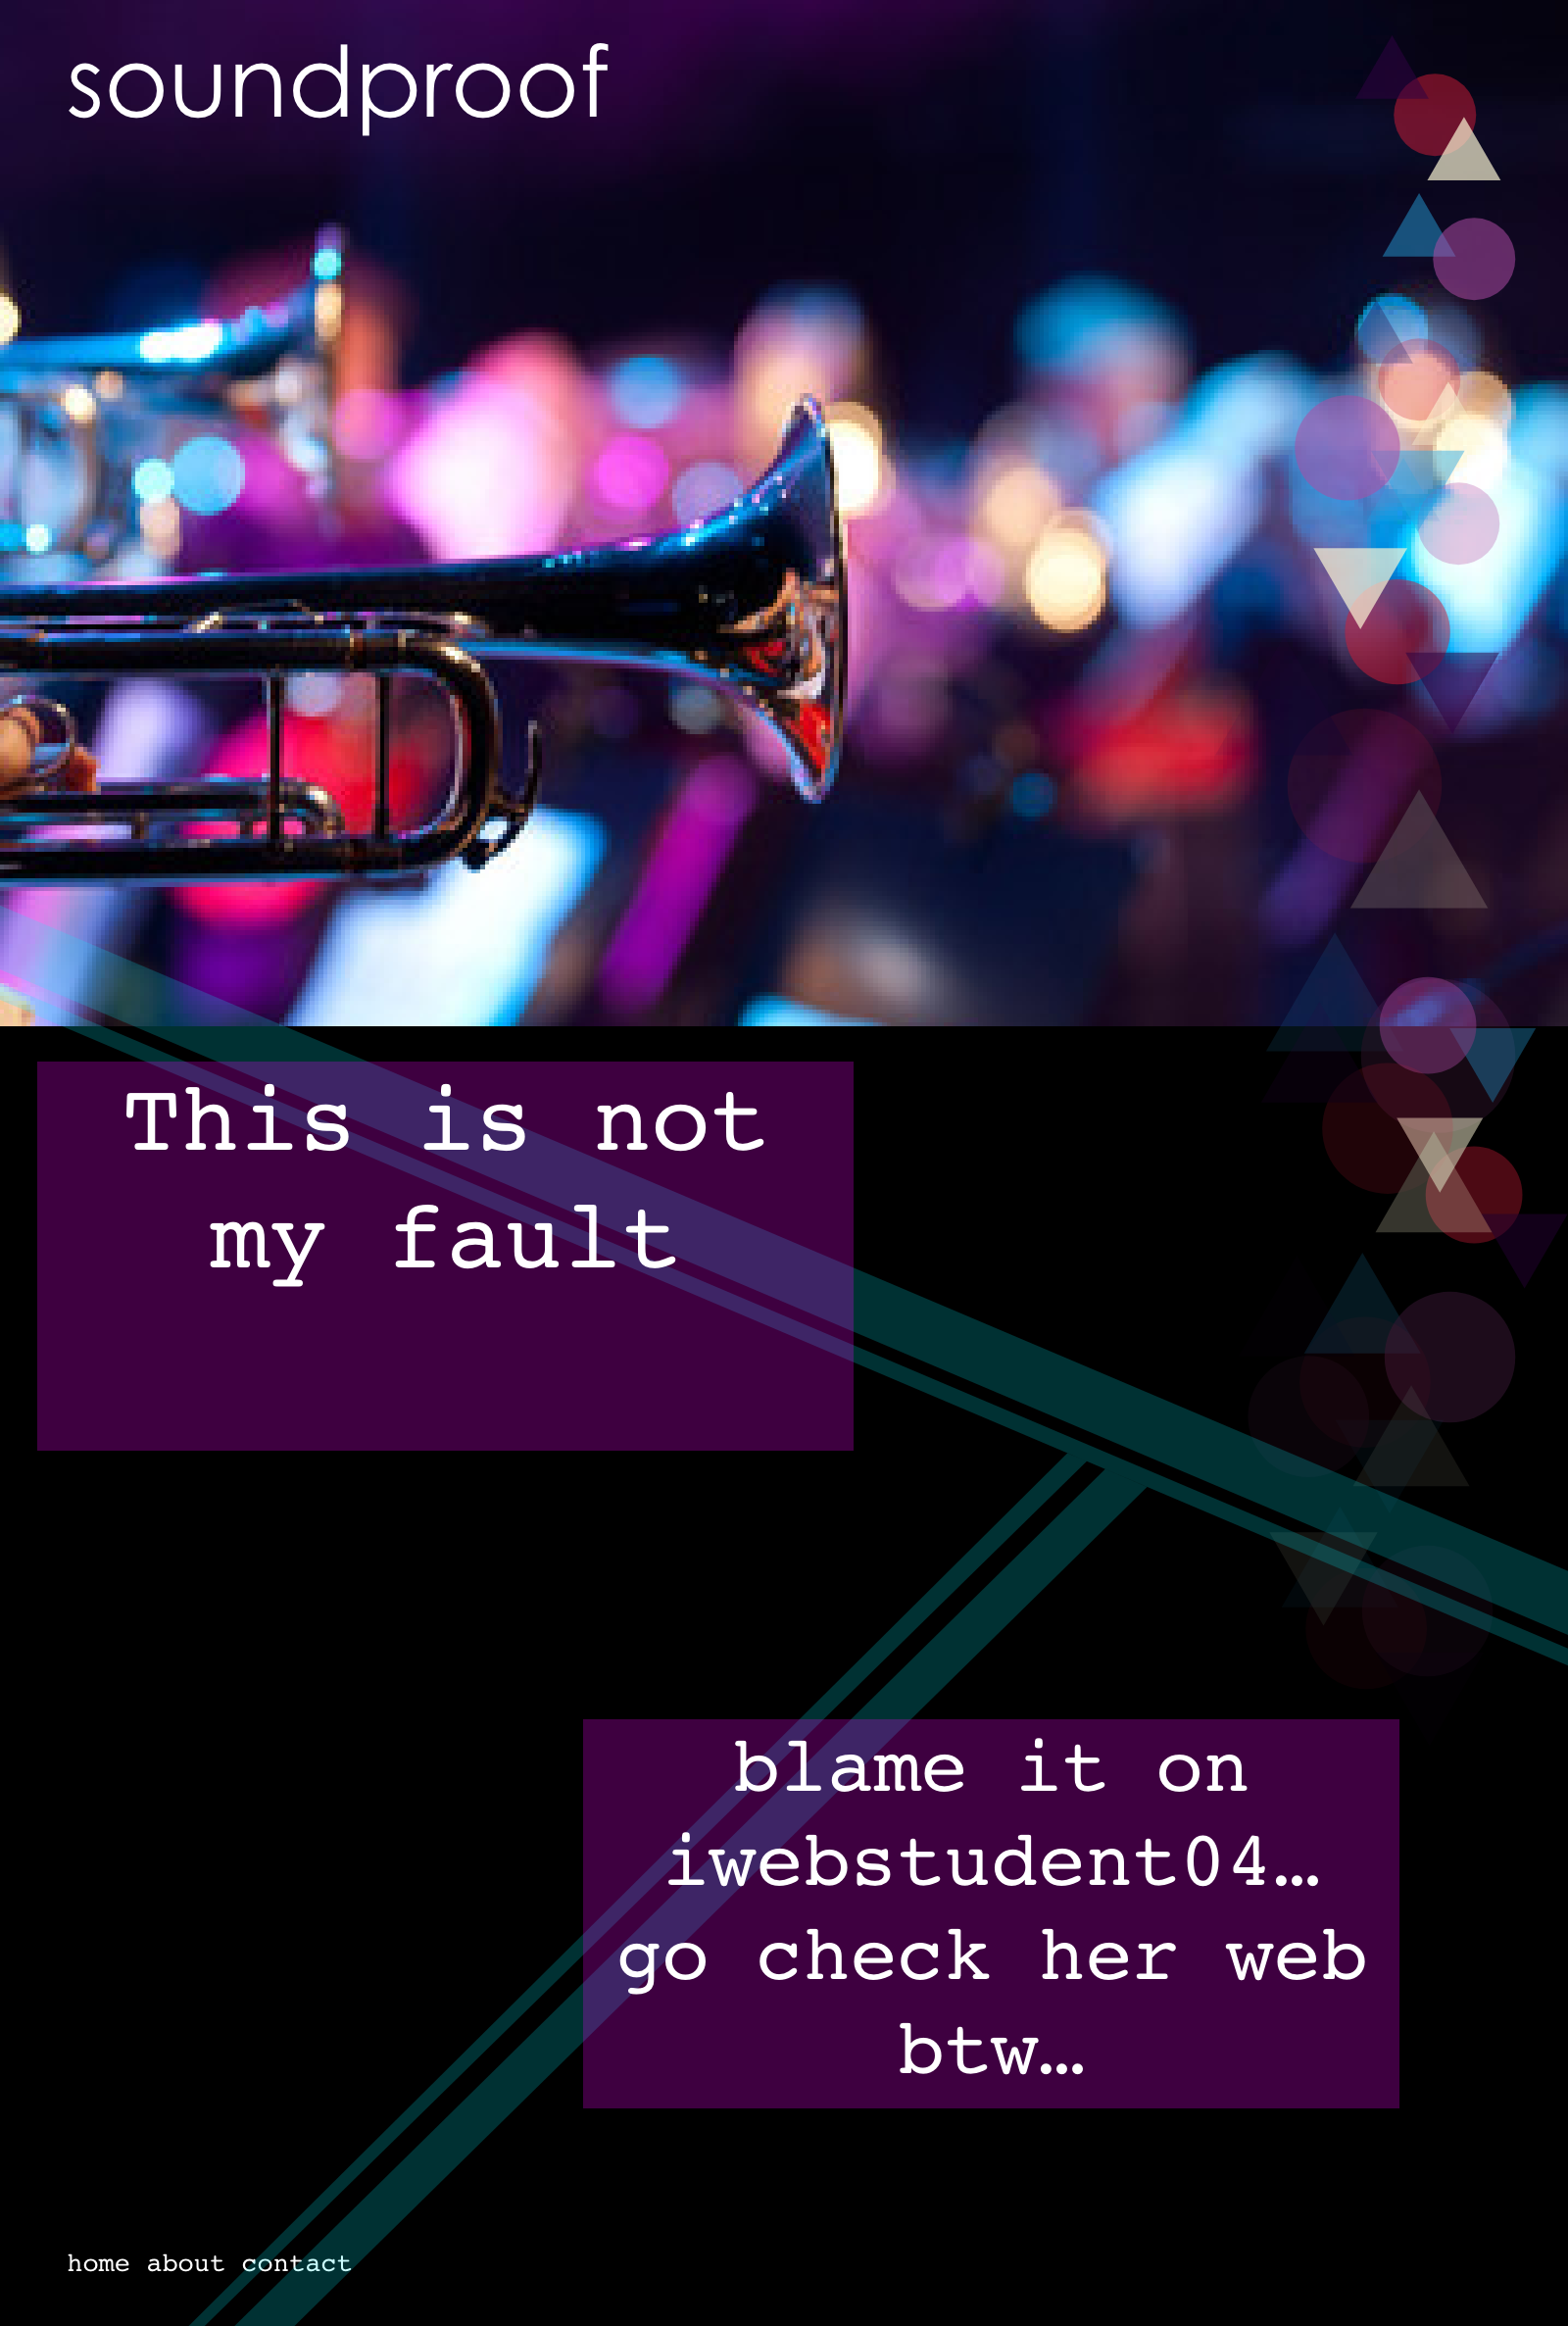 soundproof
This is not
my fault
blame it on
iwebstudent04…
go check her web
btw…
home about contact